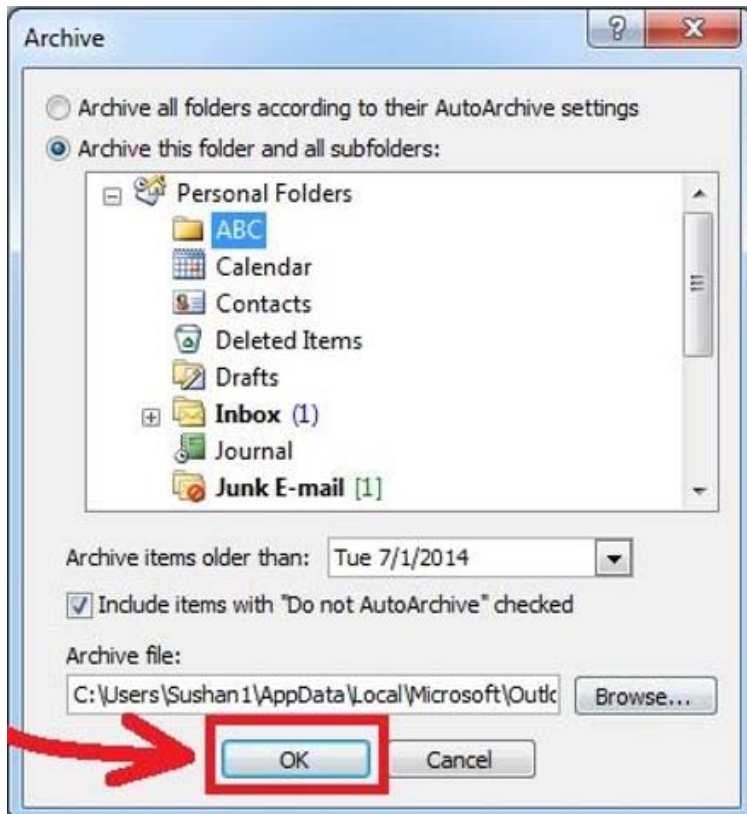 Archive
Archive all folders according to their AutoArchive settings
Archive this folder and all subfolders:
Personal Folders
ABC
Calendar
Contacts
Deleted Items
Drafts
Inbox (1)
Journal
Junk E-mail [1]
Archive items older than: Tue 7/1/2014
Include items with "Do not AutoArchive" checked
Archive file:
C:\Users\Sushan1\AppData\Local\Microsoft\Outlo Browse...
OK Cancel